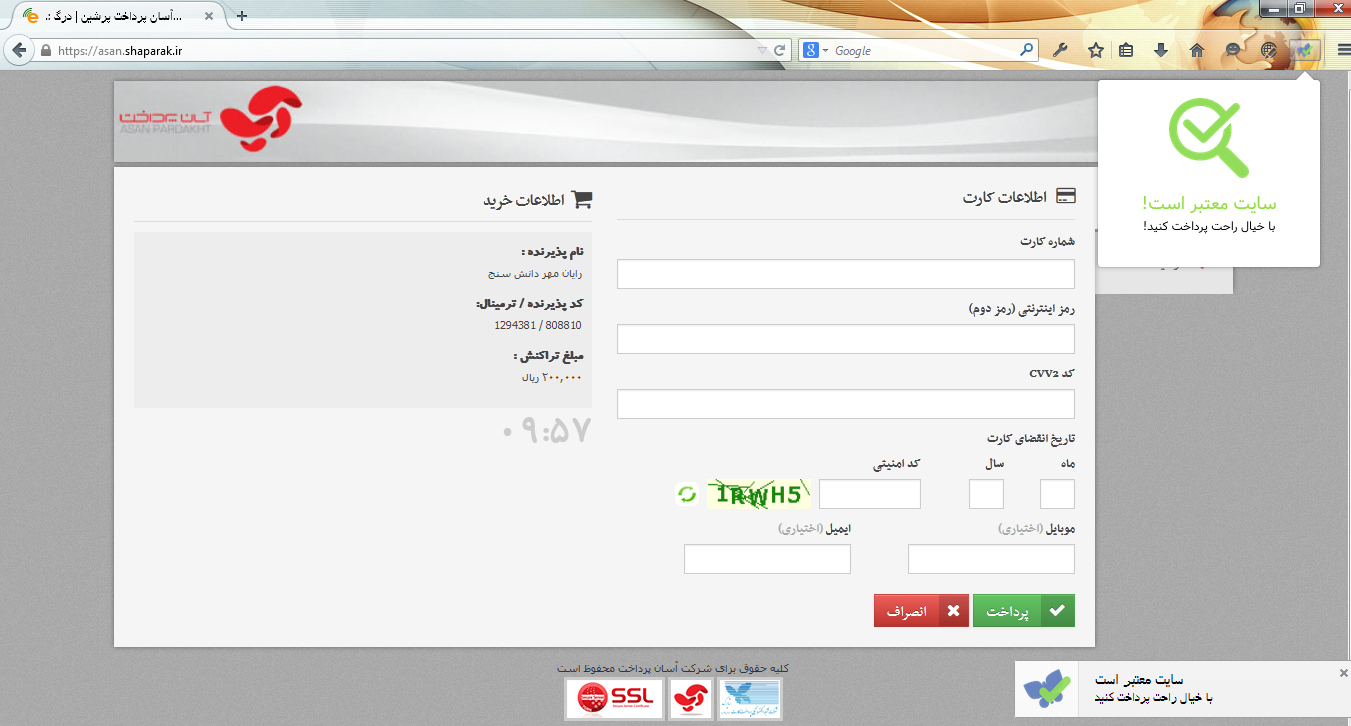 آسان پرداخت پرشین | درگ :.
https://asan.shaparak.ir
Google
آسان پرداخت
ASAN PARDAKHT
سایت معتبر است!
با خیال راحت پرداخت کنید!
اطلاعات کارت
شماره کارت
رمز اینترنتی (رمز دوم)
کد CVV2
تاریخ انقضای کارت
ماه
سال
کد امنیتی
1RWH5
موبایل (اختیاری)
ایمیل (اختیاری)
پرداخت
انصراف
اطلاعات خرید
نام پذیرنده :
رایان مهر دانش سنج
کد پذیرنده / ترمینال:
1294381 / 808810
مبلغ تراکنش :
۲۰۰,۰۰۰ ریال
۰۹:۵۷
کلیه حقوق برای شرکت آسان پرداخت محفوظ است
SSL
سایت معتبر است
با خیال راحت پرداخت کنید